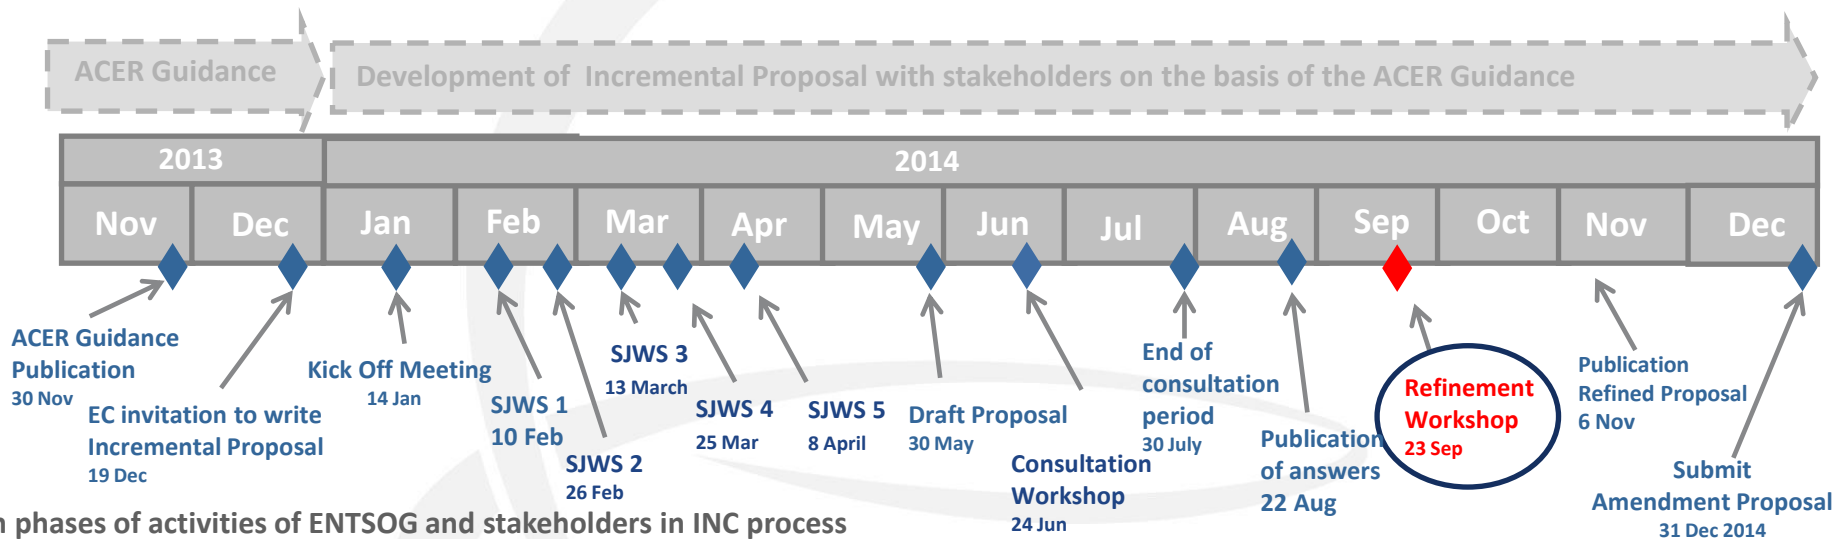 ACER Guidance
Development of  Incremental Proposal with stakeholders on the basis of the ACER Guidance
2013
2014
Nov
Dec
Jan
Feb
Mar
Apr
May
Jun
Jul
Aug
Sep
Oct
Nov
Dec
ACER Guidance
Publication
30 Nov
EC invitation to write
Incremental Proposal
19 Dec
Kick Off Meeting
14 Jan
SJWS 1
10 Feb
SJWS 2
26 Feb
SJWS 3
13 March
SJWS 4
25 Mar
SJWS 5
8 April
Draft Proposal
30 May
Consultation
Workshop
24 Jun
End of
consultation
period
30 July
Publication
of answers
22 Aug
Refinement
Workshop
23 Sep
Publication
Refined Proposal
6 Nov
Submit
Amendment Proposal
31 Dec 2014
phases of activities of ENTSOG and stakeholders in INC process